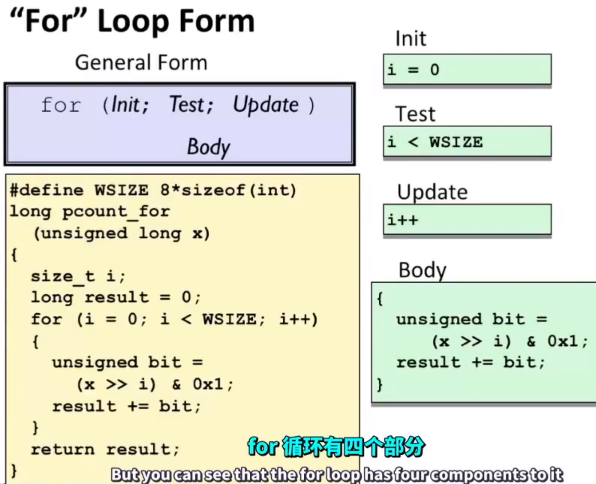 “For” Loop Form
General Form
for (Init; Test; Update )
Body
#define WSIZE 8*sizeof(int)
long pcount_for
(unsigned long x)
{
size_t i;
long result = 0;
for (i = 0; i < WSIZE; i++)
{
unsigned bit =
(x >> i) & 0x1;
result += bit;
}
return result;
}
Init
i = 0
Test
i < WSIZE
Update
i++
Body
{
unsigned bit =
(x >> i) & 0x1;
result += bit;
}
for 循环有四个部分
But you can see that the for loop has four components to it